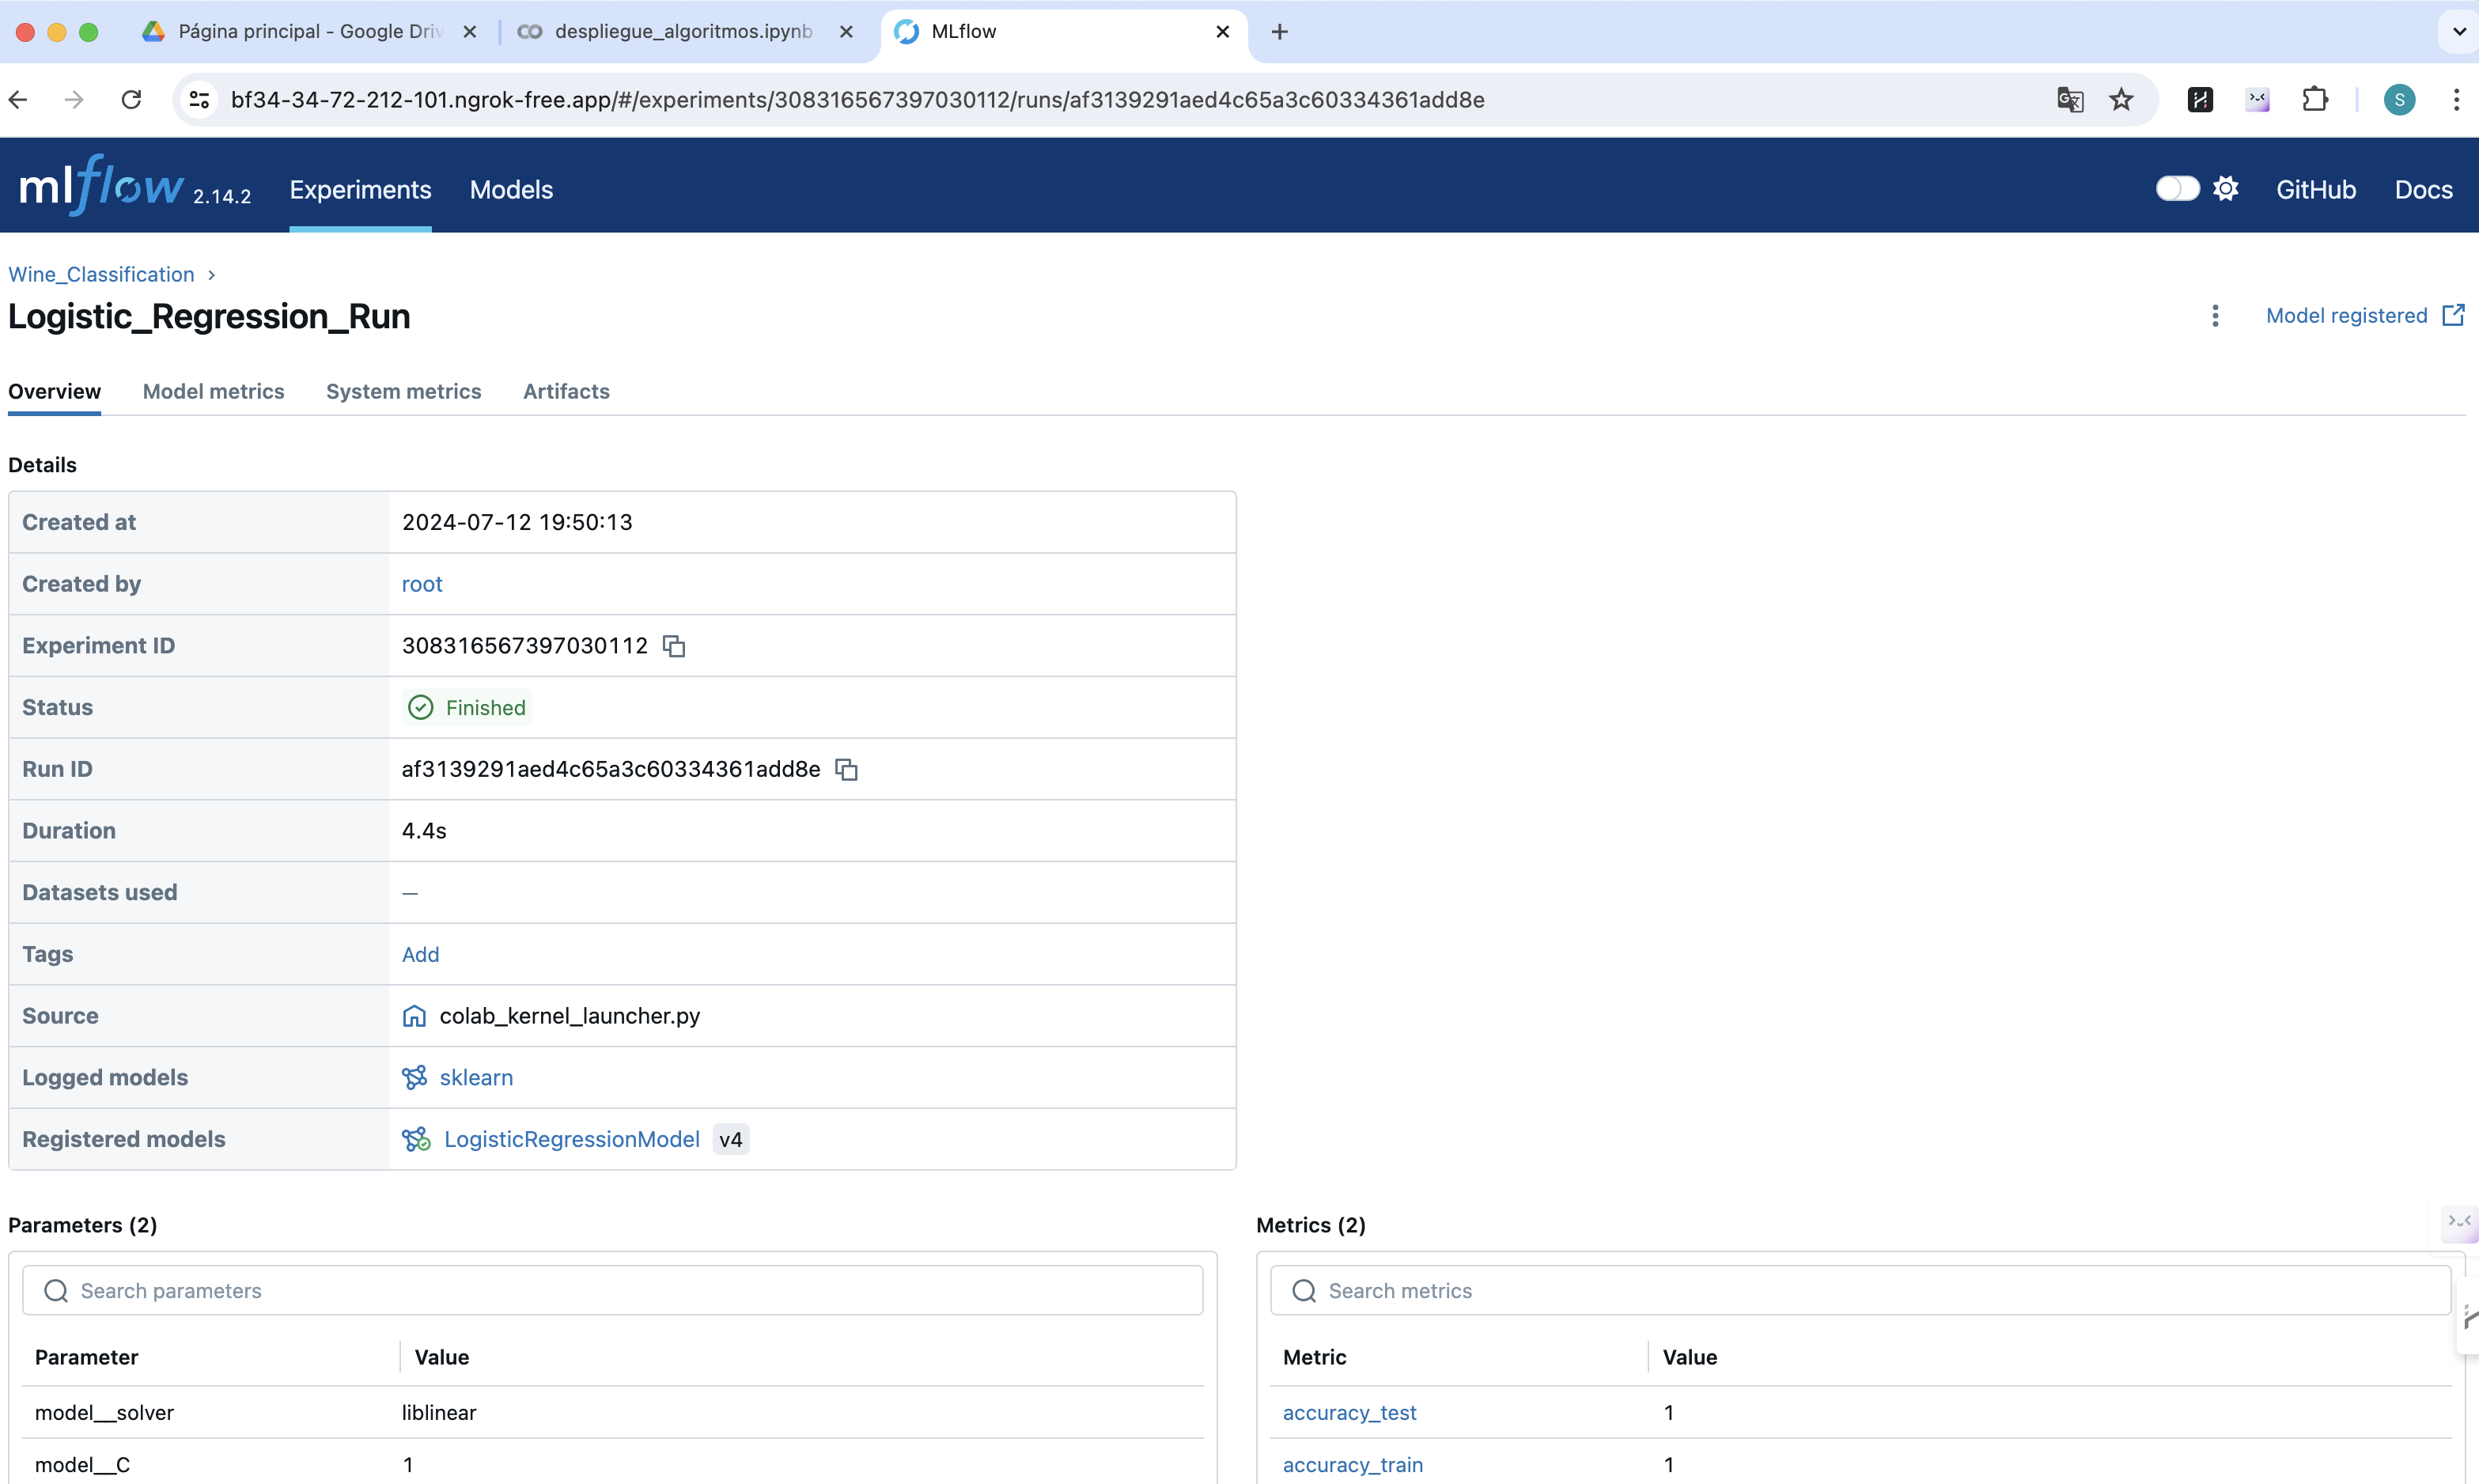 Página principal - Google Driv
despliegue_algoritmos.ipynb
MLflow
bf34-34-72-212-101.ngrok-free.app/#/experiments/308316567397030112/runs/af3139291aed4c65a3c60334361add8e
S
mlflow 2.14.2
Experiments
Models
GitHub
Docs
Wine_Classification
Logistic_Regression_Run
Model registered
Overview
Model metrics
System metrics
Artifacts
Details
Created at 2024-07-12 19:50:13
Created by root
Experiment ID 308316567397030112
Status Finished
Run ID af3139291aed4c65a3c60334361add8e
Duration 4.4s
Datasets used —
Tags Add
Source colab_kernel_launcher.py
Logged models sklearn
Registered models LogisticRegressionModel v4
Parameters (2)
Search parameters
Parameter Value
model__solver liblinear
model__C 1
Metrics (2)
Search metrics
Metric Value
accuracy_test 1
accuracy_train 1